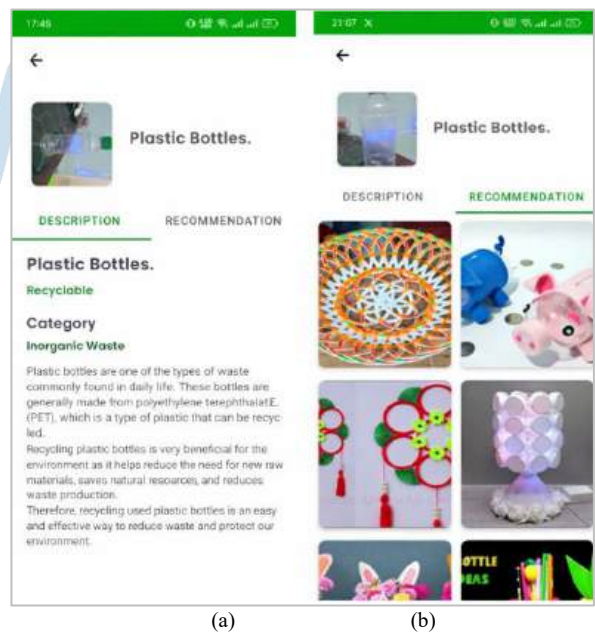 17:45
Plastic Bottles.
DESCRIPTION RECOMMENDATION
Plastic Bottles.
Recyclable
Category
Inorganic Waste
Plastic bottles are one of the types of waste
commonly found in daily life. These bottles are
generally made from polyethylene terephthalatE.
(PET), which is a type of plastic that can be recyc
led.
Recycling plastic bottles is very beneficial for the
environment as it helps reduce the need for new raw
materials, saves natural resources, and reduces
waste production.
Therefore, recycling used plastic bottles is an easy
and effective way to reduce waste and protect our
environment.
(a)
21:07
Plastic Bottles.
DESCRIPTION RECOMMENDATION
OTTLE
DEAS
(b)